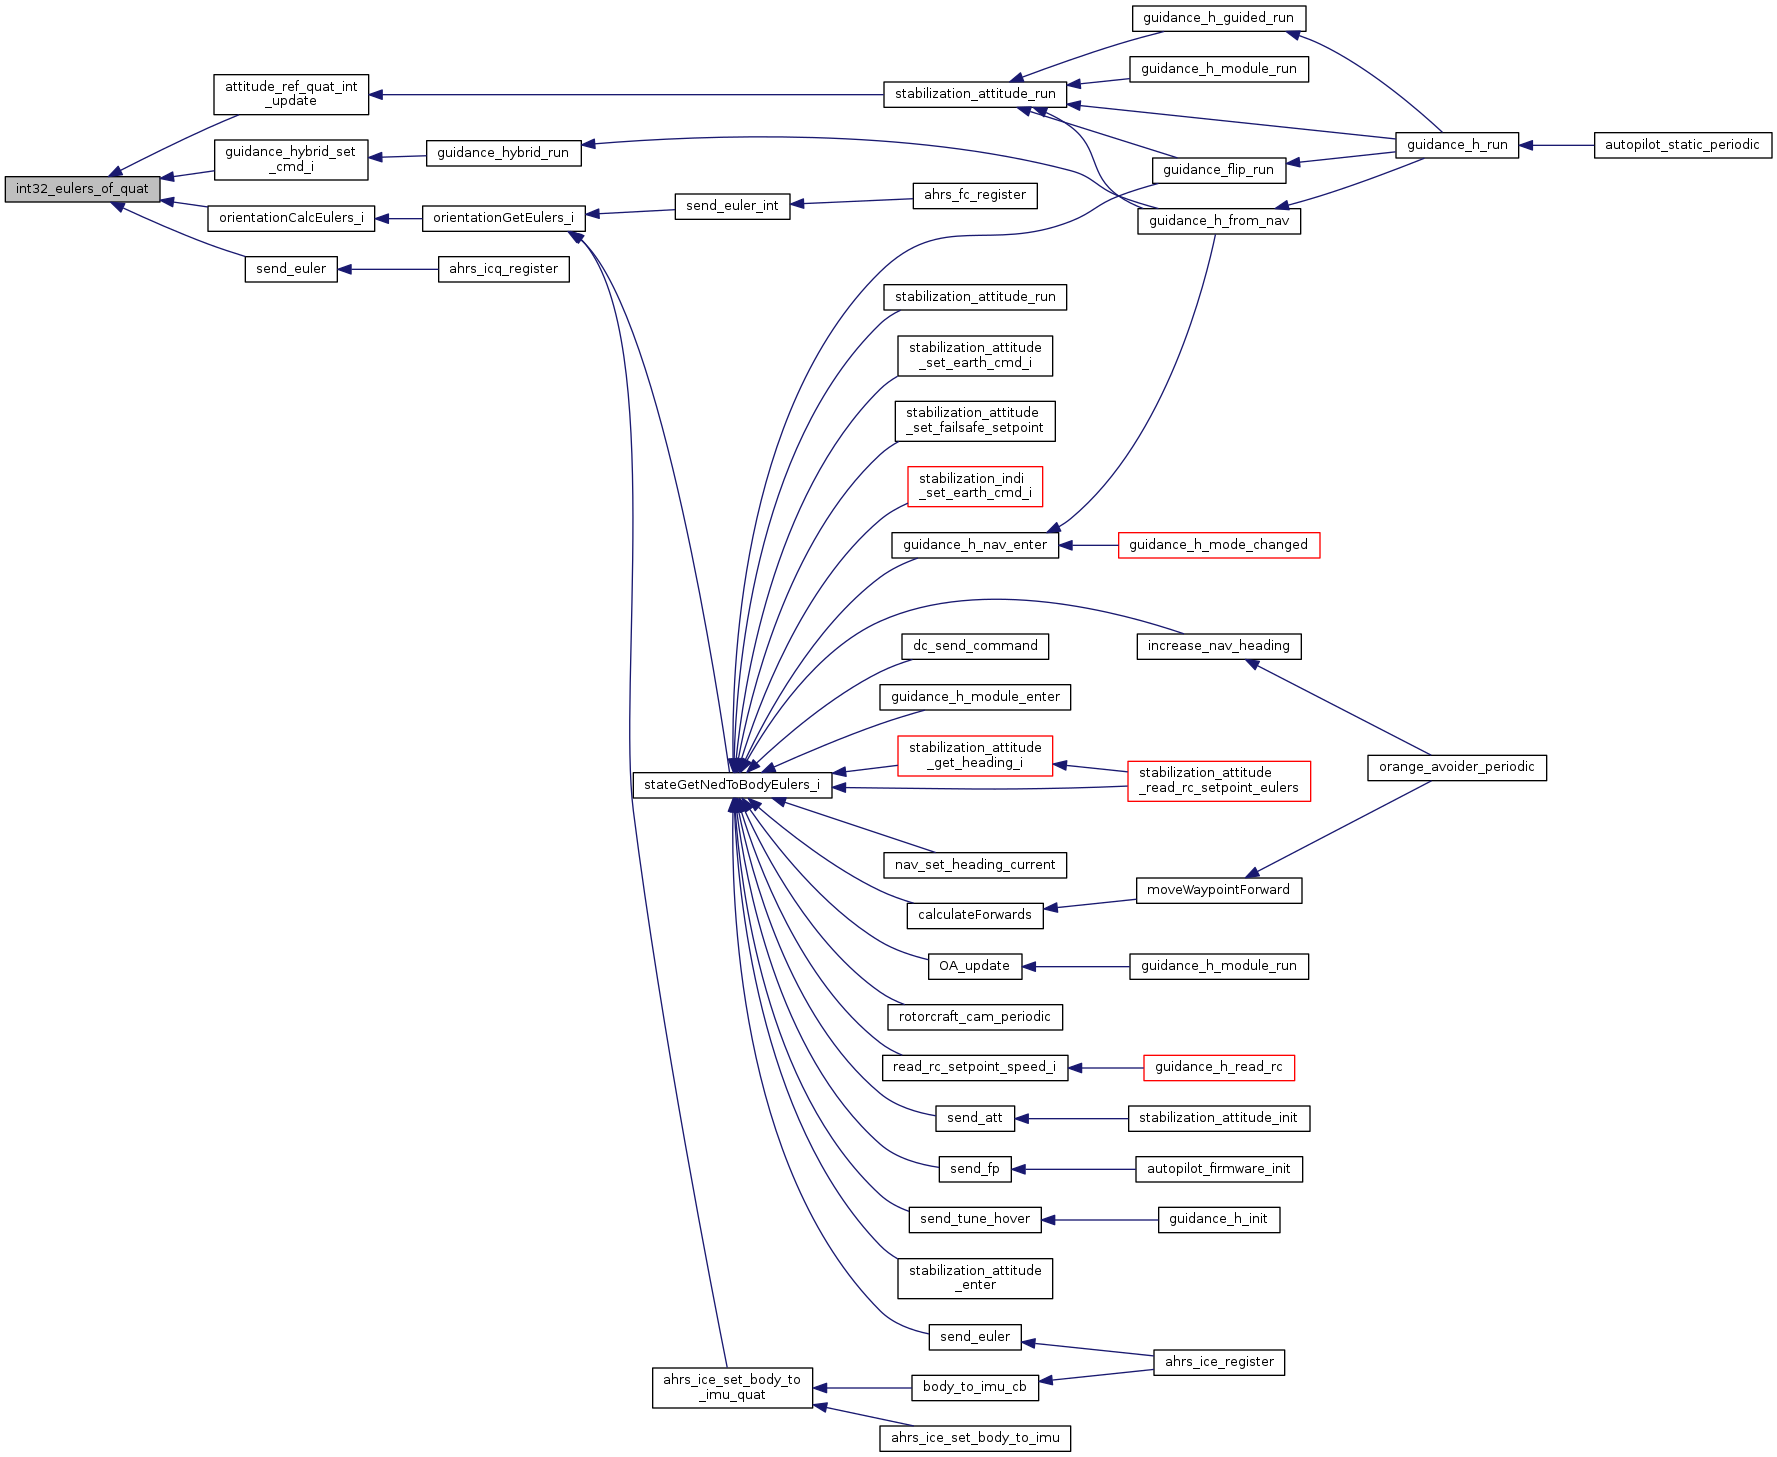 guidance_h_guided_run
guidance_h_module_run
attitude_ref_quat_int
_update
stabilization_attitude_run
guidance_h_run
autopilot_static_periodic
guidance_hybrid_set
_cmd_i
guidance_hybrid_run
guidance_flip_run
int32_eulers_of_quat
ahrs_fc_register
send_euler_int
orientationCalcEulers_i
orientationGetEulers_i
guidance_h_from_nav
send_euler
ahrs_icq_register
stabilization_attitude_run
stabilization_attitude
_set_earth_cmd_i
stabilization_attitude
_set_failsafe_setpoint
stabilization_indi
_set_earth_cmd_i
guidance_h_nav_enter
guidance_h_mode_changed
dc_send_command
increase_nav_heading
guidance_h_module_enter
stabilization_attitude
_get_heading_i
orange_avoider_periodic
stabilization_attitude
_read_rc_setpoint_eulers
stateGetNedToBodyEulers_i
nav_set_heading_current
moveWaypointForward
calculateForwards
OA_update
guidance_h_module_run
rotorcraft_cam_periodic
read_rc_setpoint_speed_i
guidance_h_read_rc
send_att
stabilization_attitude_init
send_fp
autopilot_firmware_init
send_tune_hover
guidance_h_init
stabilization_attitude
_enter
send_euler
ahrs_ice_register
ahrs_ice_set_body_to
_imu_quat
body_to_imu_cb
ahrs_ice_set_body_to_imu